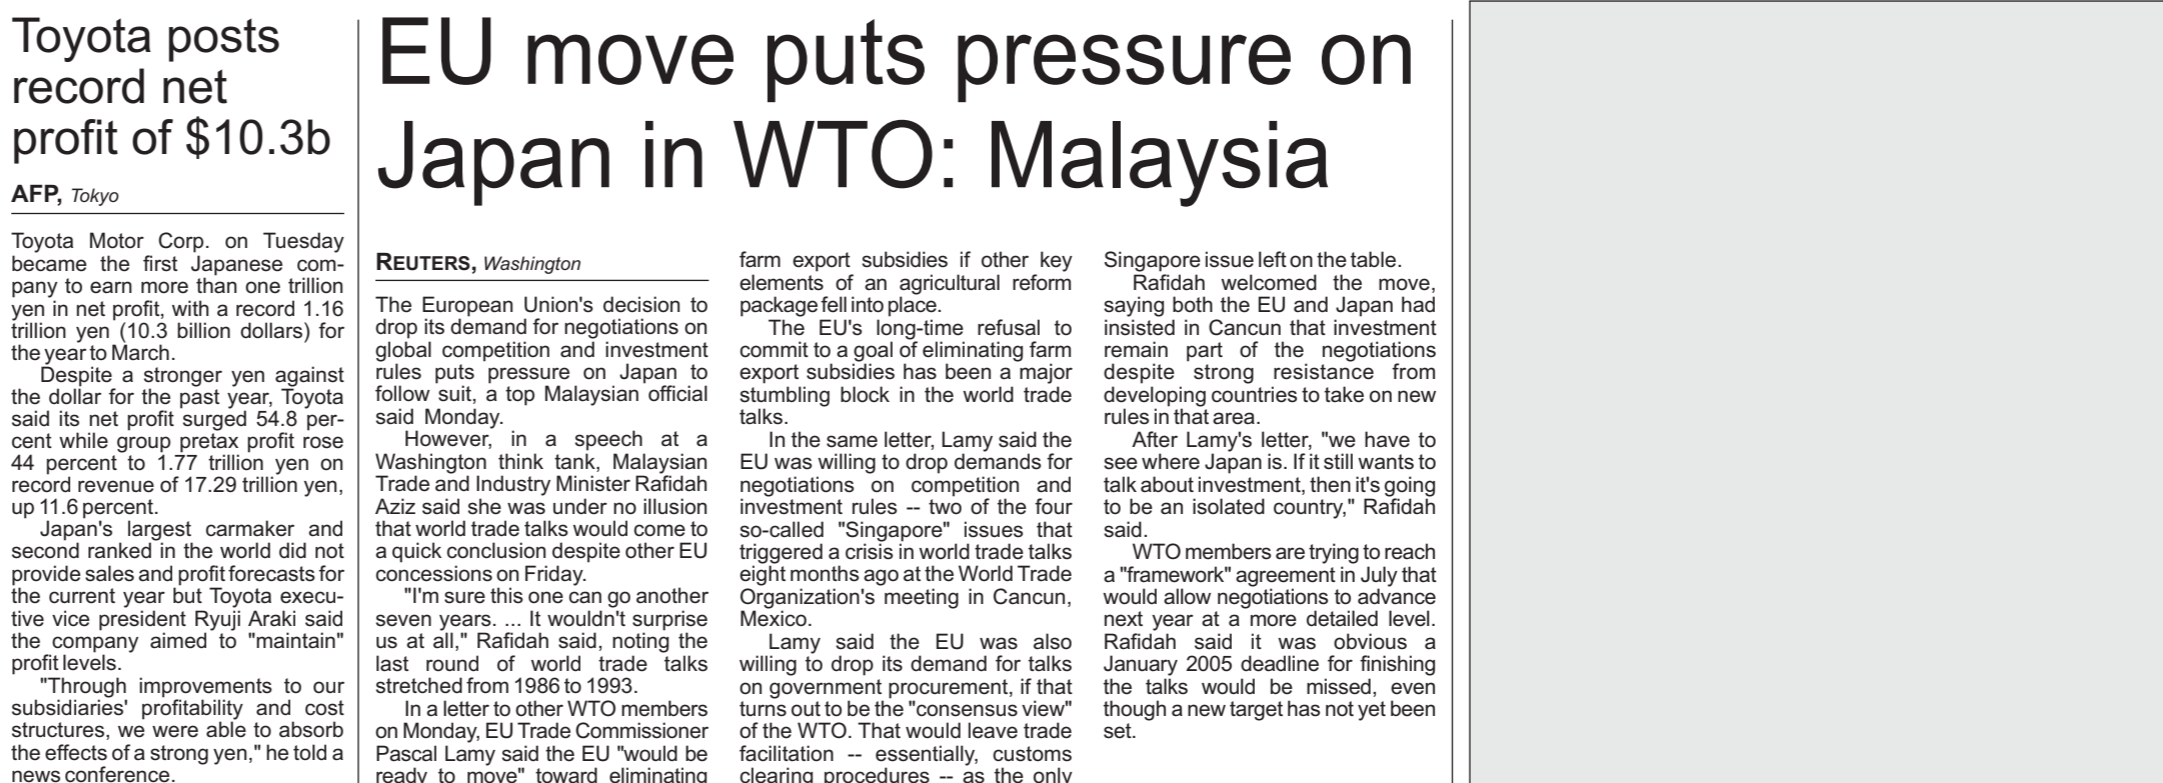 Toyota posts
record net
profit of $10.3b
AFP, Tokyo
Toyota Motor Corp. on Tuesday
became the first Japanese com-
pany to earn more than one trillion
yen in net profit, with a record 1.16
trillion yen (10.3 billion dollars) for
the year to March.
Despite a stronger yen against
the dollar for the past year, Toyota
said its net profit surged 54.8 per-
cent while group pretax profit rose
44 percent to 1.77 trillion yen on
record revenue of 17.29 trillion yen,
up 11.6 percent.
Japan's largest carmaker and
second ranked in the world did not
provide sales and profit forecasts for
the current year but Toyota execu-
tive vice president Ryuji Araki said
the company aimed to "maintain"
profit levels.
"Through improvements to our
subsidiaries' profitability and cost
structures, we were able to absorb
the effects of a strong yen," he told a
news conference.
EU move puts pressure on
Japan in WTO: Malaysia
REUTERS, Washington
The European Union's decision to
drop its demand for negotiations on
global competition and investment
rules puts pressure on Japan to
follow suit, a top Malaysian official
said Monday.
However, in a speech at a
Washington think tank, Malaysian
Trade and Industry Minister Rafidah
Aziz said she was under no illusion
that world trade talks would come to
a quick conclusion despite other EU
concessions on Friday.
"I'm sure this one can go another
seven years. ... It wouldn't surprise
us at all," Rafidah said, noting the
last round of world trade talks
stretched from 1986 to 1993.
In a letter to other WTO members
on Monday, EU Trade Commissioner
Pascal Lamy said the EU "would be
ready to move" toward eliminating
farm export subsidies if other key
elements of an agricultural reform
package fell into place.
The EU's long-time refusal to
commit to a goal of eliminating farm
export subsidies has been a major
stumbling block in the world trade
talks.
In the same letter, Lamy said the
EU was willing to drop demands for
negotiations on competition and
investment rules -- two of the four
so-called "Singapore" issues that
triggered a crisis in world trade talks
eight months ago at the World Trade
Organization's meeting in Cancun,
Mexico.
Lamy said the EU was also
willing to drop its demand for talks
on government procurement, if that
turns out to be the "consensus view"
of the WTO. That would leave trade
facilitation -- essentially, customs
clearing procedures -- as the only
Singapore issue left on the table.
Rafidah welcomed the move,
saying both the EU and Japan had
insisted in Cancun that investment
remain part of the negotiations
despite strong resistance from
developing countries to take on new
rules in that area.
After Lamy's letter, "we have to
see where Japan is. If it still wants to
talk about investment, then it's going
to be an isolated country," Rafidah
said.
WTO members are trying to reach
a "framework" agreement in July that
would allow negotiations to advance
next year at a more detailed level.
Rafidah said it was obvious a
January 2005 deadline for finishing
the talks would be missed, even
though a new target has not yet been
set.